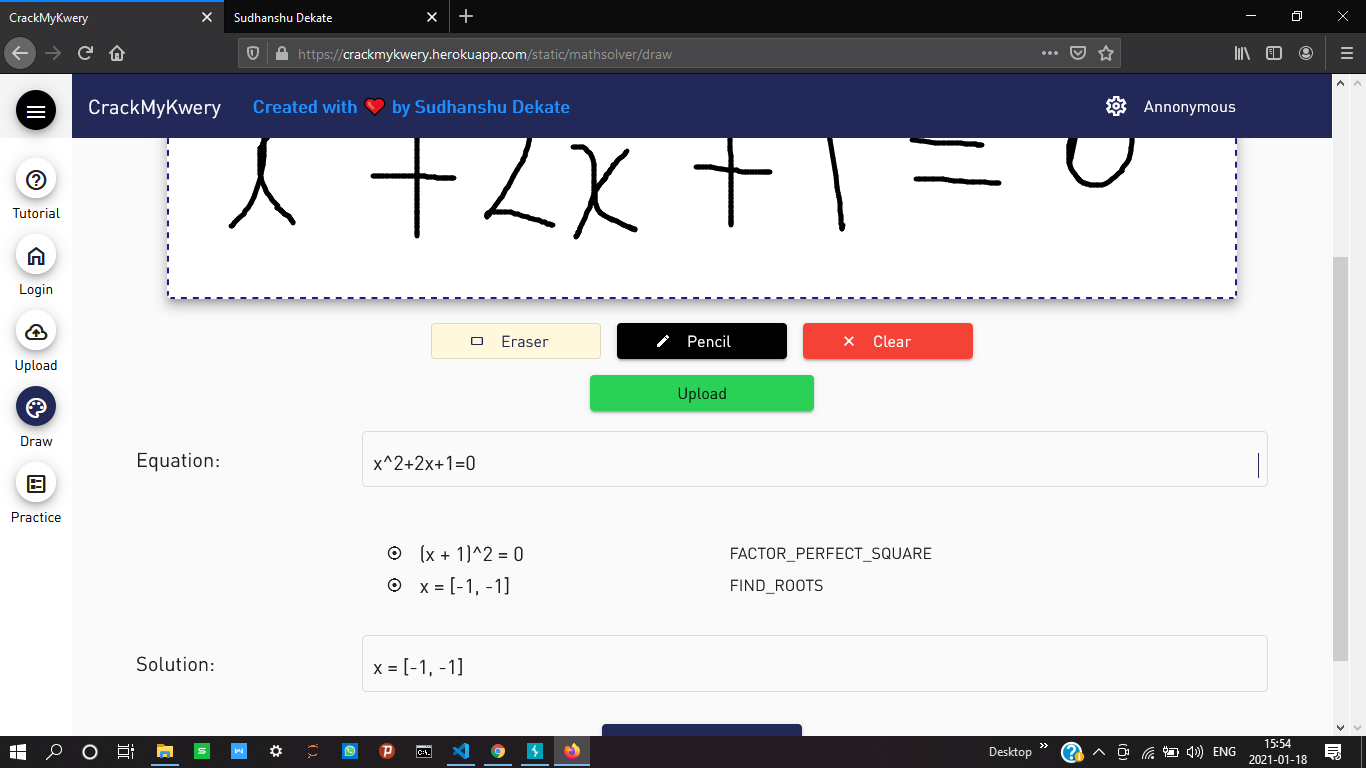 CrackMyKwery
Sudhanshu Dekate
https://crackmykwery.herokuapp.com/static/mathsolver/draw
CrackMyKwery
Created with ❤ by Sudhanshu Dekate
Annonymous
Tutorial
Login
Upload
Draw
Practice
+ 2x + 1 = 0
Eraser
Pencil
Clear
Upload
Equation:
x^2+2x+1=0
(x + 1)^2 = 0
FACTOR_PERFECT_SQUARE
x = [-1, -1]
FIND_ROOTS
Solution:
x = [-1, -1]
Desktop
ENG
15:54
2021-01-18